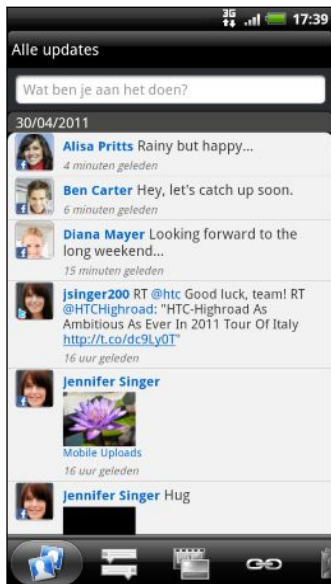 3G
17:39
Alle updates
Wat ben je aan het doen?
30/04/2011
Alisa Pritts Rainy but happy...
4 minuten geleden
Ben Carter Hey, let's catch up soon.
6 minuten geleden
Diana Mayer Looking forward to the
long weekend...
15 minuten geleden
jsinger200 RT @htc Good luck, team! RT
@HTCHighroad: "HTC-Highroad As
Ambitious As Ever In 2011 Tour Of Italy
http://t.co/dc9Ly0T"
16 uur geleden
Jennifer Singer
Mobile Uploads
16 uur geleden
Jennifer Singer Hug